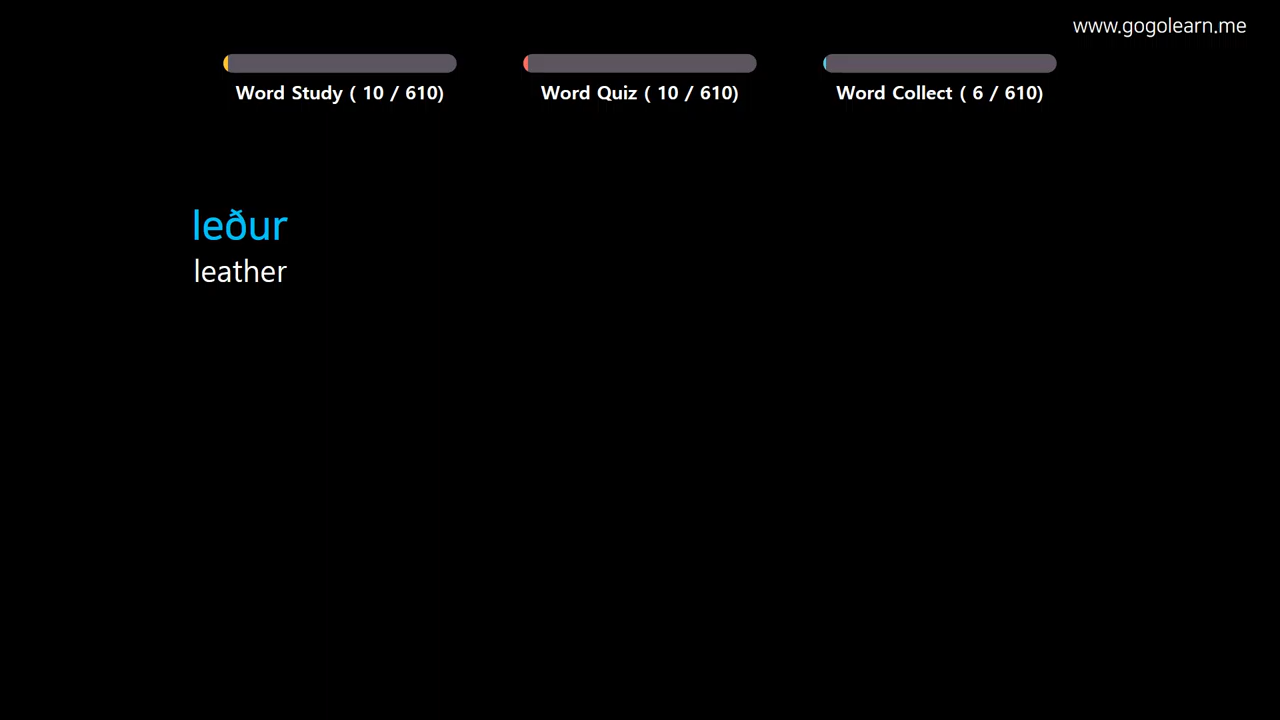 www.gogolearn.me
Word Study ( 10 / 610)
Word Quiz ( 10 / 610)
Word Collect ( 6 / 610)
leður
leather